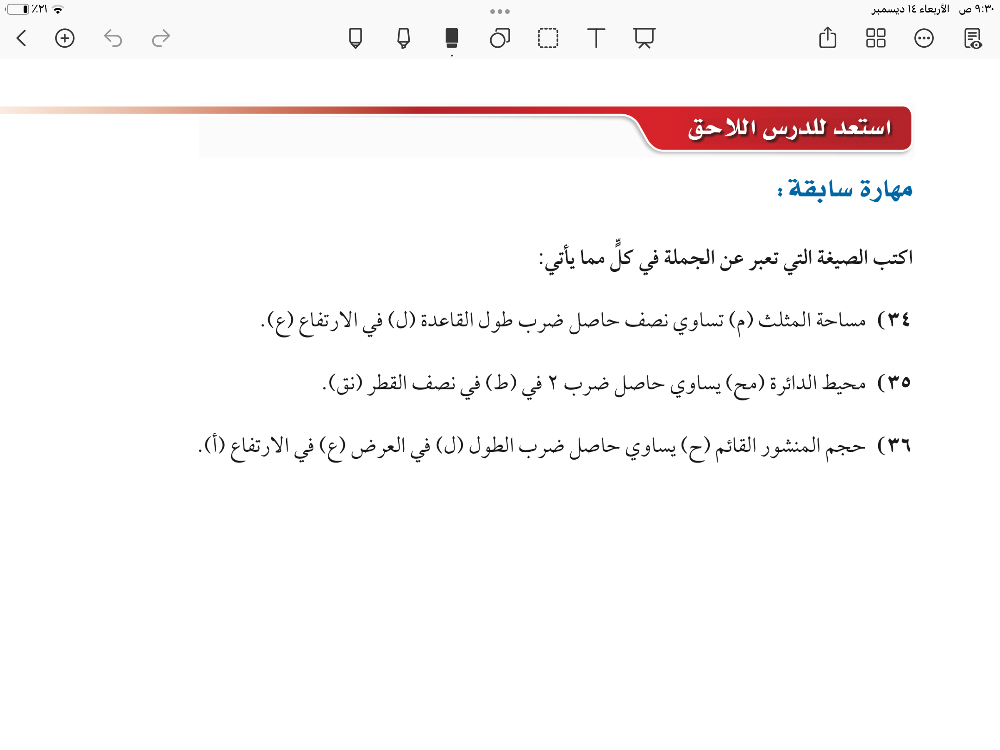 ٩:٣٠ ص الأربعاء ١٤ ديسمبر ٢١٪
استعد للدرس اللاحق
مهارة سابقة :
اكتب الصيغة التي تعبر عن الجملة في كلٍّ مما يأتي:
٣٤) مساحة المثلث (م) تساوي نصف حاصل ضرب طول القاعدة (ل) في الارتفاع (ع).
٣٥) محيط الدائرة (مح) يساوي حاصل ضرب ٢ في (ط) في نصف القطر (نق).
٣٦) حجم المنشور القائم (ح) يساوي حاصل ضرب الطول (ل) في العرض (ع) في الارتفاع (أ).